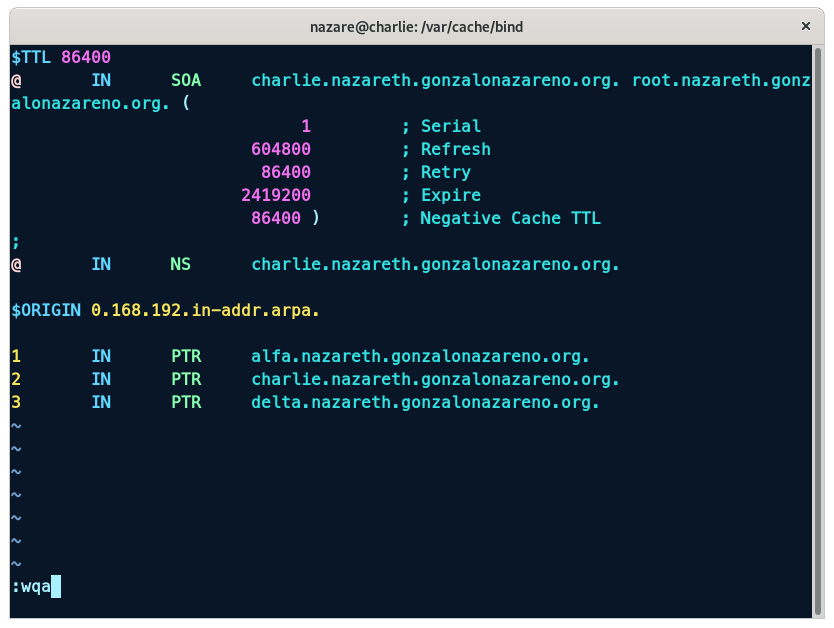 nazare@charlie: /var/cache/bind ×
$TTL 86400
@       IN      SOA     charlie.nazareth.gonzalonazareno.org. root.nazareth.gonz
alonazareno.org. (
                             1         ; Serial
                        604800         ; Refresh
                         86400         ; Retry
                       2419200         ; Expire
                        86400 )        ; Negative Cache TTL
;
@       IN      NS      charlie.nazareth.gonzalonazareno.org.
$ORIGIN 0.168.192.in-addr.arpa.
1       IN      PTR     alfa.nazareth.gonzalonazareno.org.
2       IN      PTR     charlie.nazareth.gonzalonazareno.org.
3       IN      PTR     delta.nazareth.gonzalonazareno.org.
~
~
~
~
~
~
~
:wqa